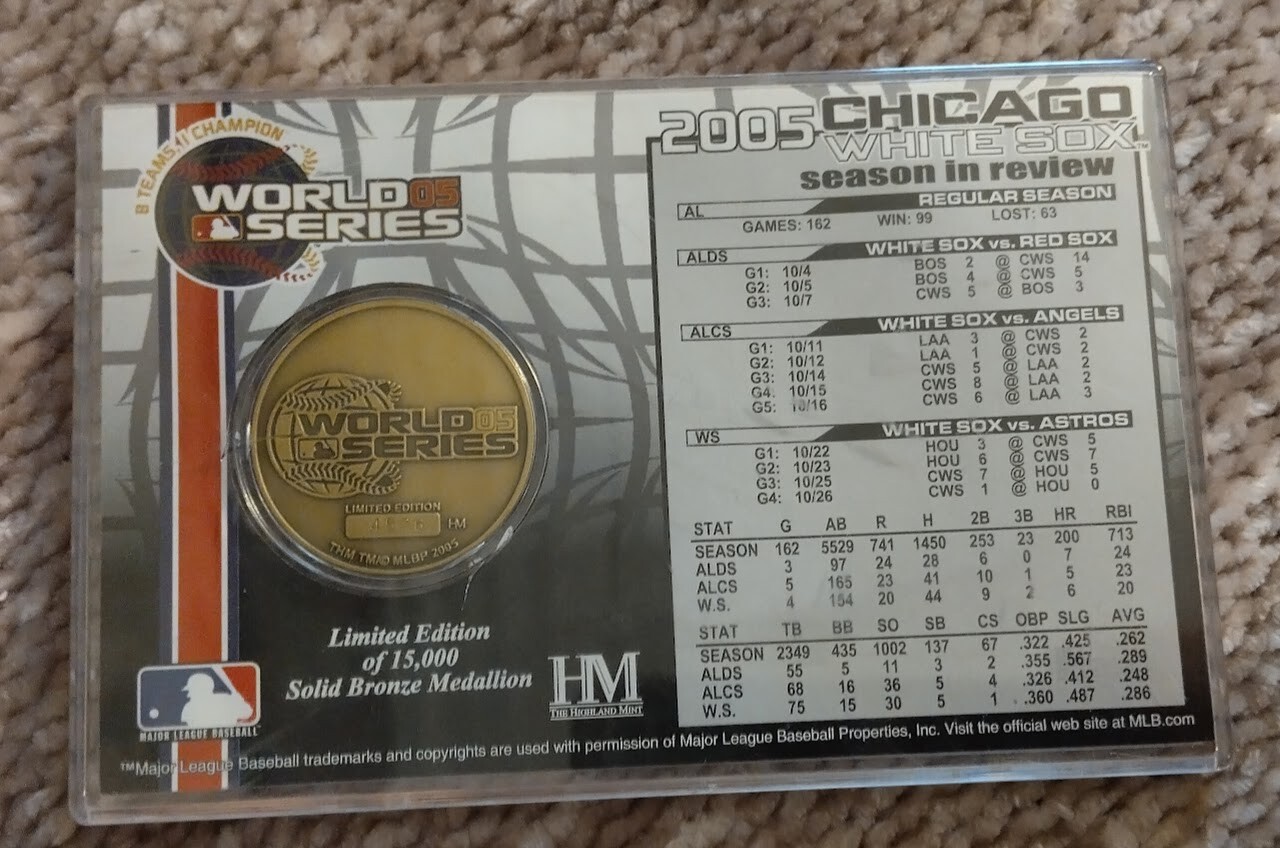 8 TEAMS // 1 CHAMPION
WORLD 05
SERIES
WORLD 05
SERIES
LIMITED EDITION
HM
THM TM/© MLBP 2005
Limited Edition
of 15,000
Solid Bronze Medallion
HM
THE HIGHLAND MINT
MAJOR LEAGUE BASEBALL
2005 CHICAGO
WHITE SOX™
season in review
REGULAR SEASON
AL
GAMES: 162 WIN: 99 LOST: 63
ALDS WHITE SOX vs. RED SOX
G1: 10/4 BOS 2 @ CWS 14
G2: 10/5 BOS 4 @ CWS 5
G3: 10/7 CWS 5 @ BOS 3
ALCS WHITE SOX vs. ANGELS
G1: 10/11 LAA 3 @ CWS 2
G2: 10/12 LAA 1 @ CWS 2
G3: 10/14 CWS 5 @ LAA 2
G4. 10/15 CWS 8 @ LAA 2
G5: 10/16 CWS 6 @ LAA 3
WS WHITE SOX vs. ASTROS
G1: 10/22 HOU 3 @ CWS 5
G2: 10/23 HOU 6 @ CWS 7
G3: 10/25 CWS 7 @ HOU 5
G4: 10/26 CWS 1 @ HOU 0
STAT G AB R H 2B 3B HR RBI
SEASON 162 5529 741 1450 253 23 200 713
ALDS 3 97 24 28 6 0 7 24
ALCS 5 165 23 41 10 1 5 23
W.S. 4 154 20 44 9 2 6 20
STAT TB BB SO SB CS OBP SLG AVG
SEASON 2349 435 1002 137 67 .322 .425 .262
ALDS 55 5 11 3 2 .355 .567 .289
ALCS 68 16 36 5 4 .326 .412 .248
W.S. 75 15 30 5 1 .360 .487 .286
™Major League Baseball trademarks and copyrights are used with permission of Major League Baseball Properties, Inc. Visit the official web site at MLB.com